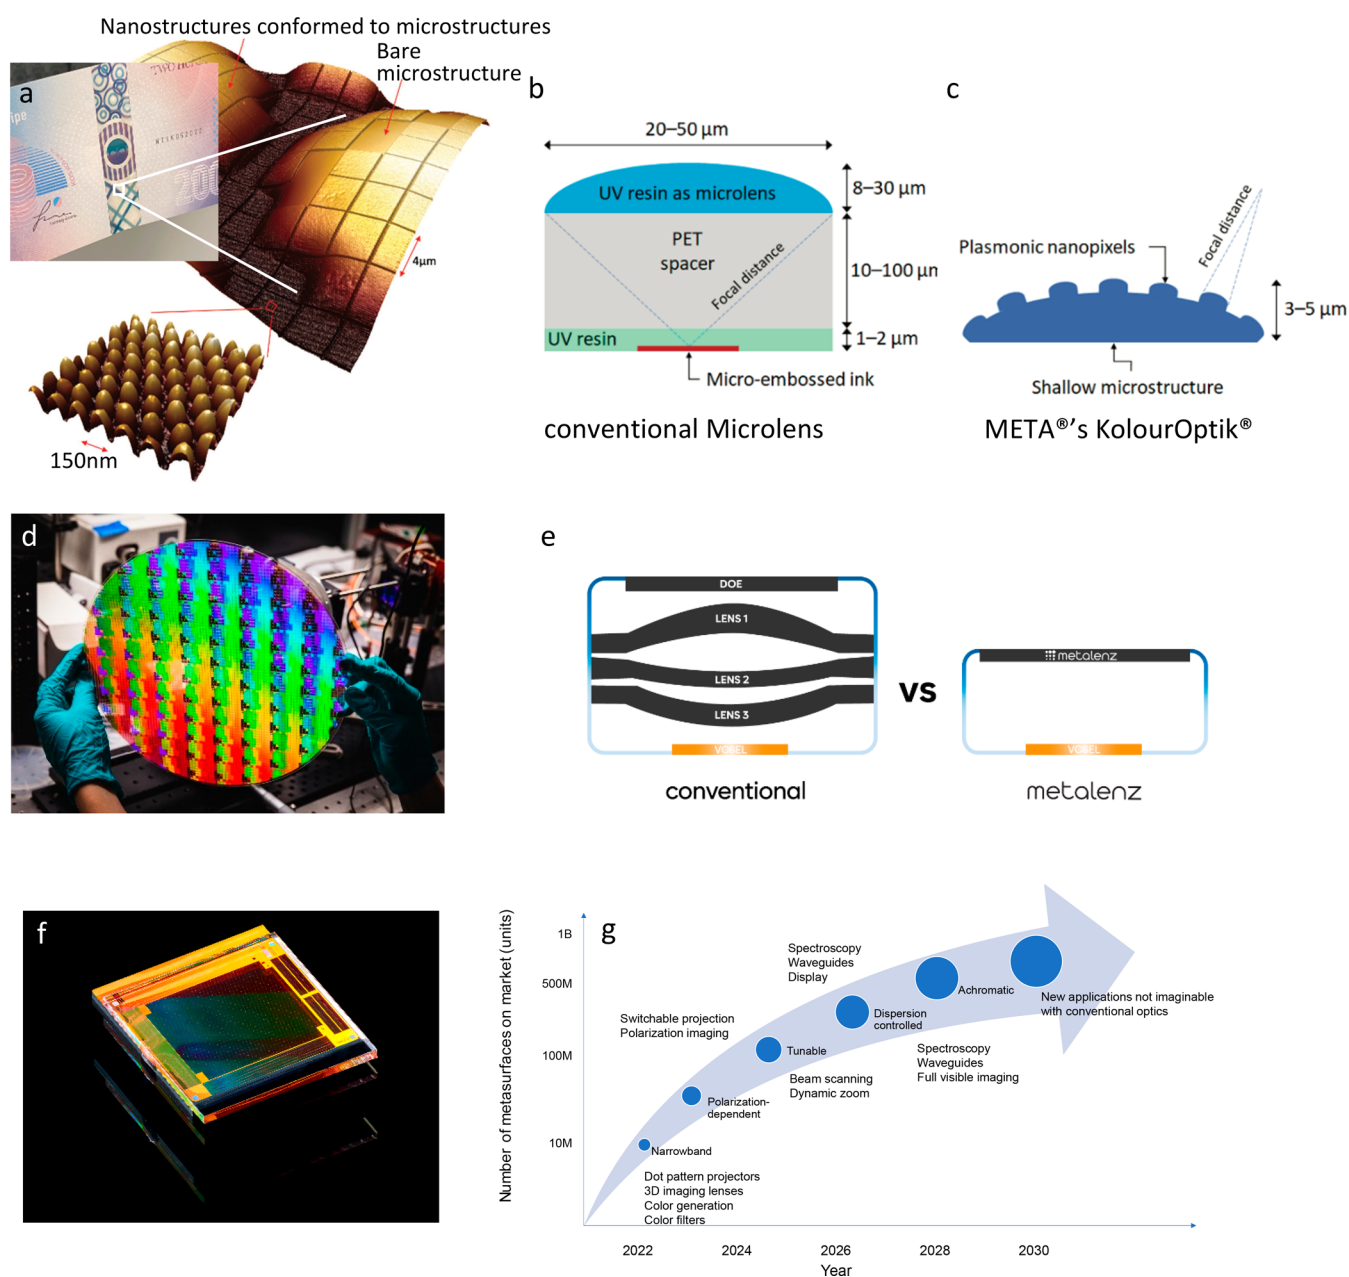 Nanostructures conformed to microstructures
Bare
microstructure
a
4μm
150nm
b
20–50 μm
UV resin as microlens
8–30 μm
PET
spacer
Focal distance
10–100 μm
UV resin
1–2 μm
Micro-embossed ink
conventional Microlens
c
Focal distance
Plasmonic nanopixels
3–5 μm
Shallow microstructure
META®'s KolourOptik®
d
e
DOE
LENS 1
LENS 2
LENS 3
VCSEL
conventional
vs
metalenz
VCSEL
metalenz
f
g
Number of metasurfaces on market (units)
1B
500M
100M
10M
Spectroscopy
Waveguides
Display
Switchable projection
Polarization imaging
Achromatic
New applications not imaginable
with conventional optics
Dispersion
controlled
Tunable
Spectroscopy
Waveguides
Full visible imaging
Beam scanning
Dynamic zoom
Polarization-
dependent
Narrowband
Dot pattern projectors
3D imaging lenses
Color generation
Color filters
2022
2024
2026
2028
2030
Year